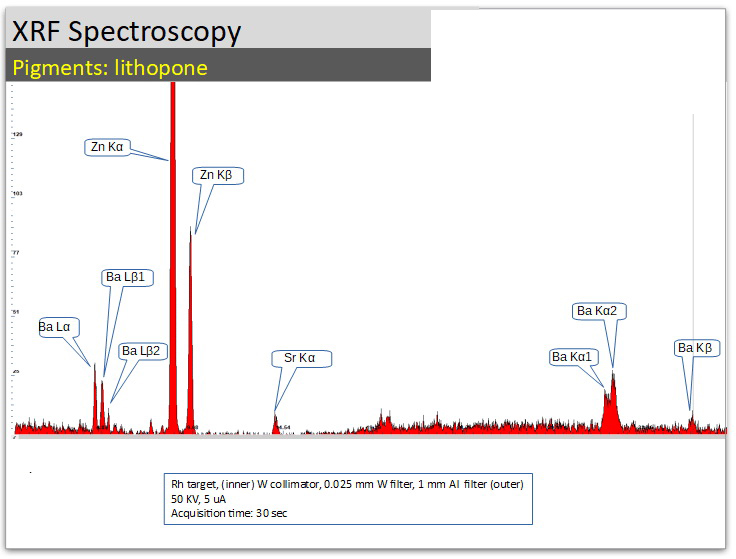 XRF Spectroscopy
Pigments: lithopone
129
103
77
51
Zn Kα
Zn Kβ
Ba Lβ1
Ba Lα
Ba Lβ2
Sr Kα
Ba Kα2
Ba Kα1
Ba Kβ
Rh target, (inner) W collimator, 0.025 mm W filter, 1 mm Al filter (outer)
50 KV, 5 uA
Acquisition time: 30 sec